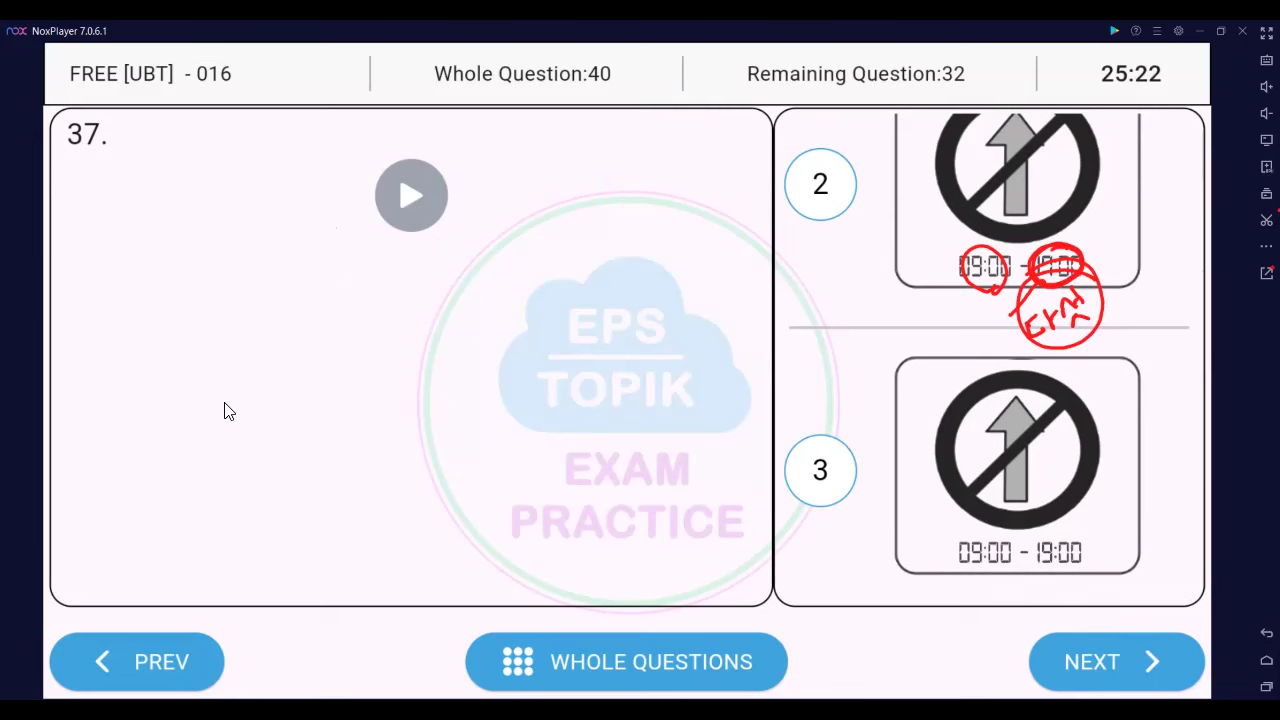 NOX NoxPlayer 7.0.6.1
FREE [UBT] - 016
Whole Question:40
Remaining Question:32
25:22
37.
EPS
TOPIK
EXAM
PRACTICE
2
09:00 -
3
09:00 - 19:00
PREV
WHOLE QUESTIONS
NEXT